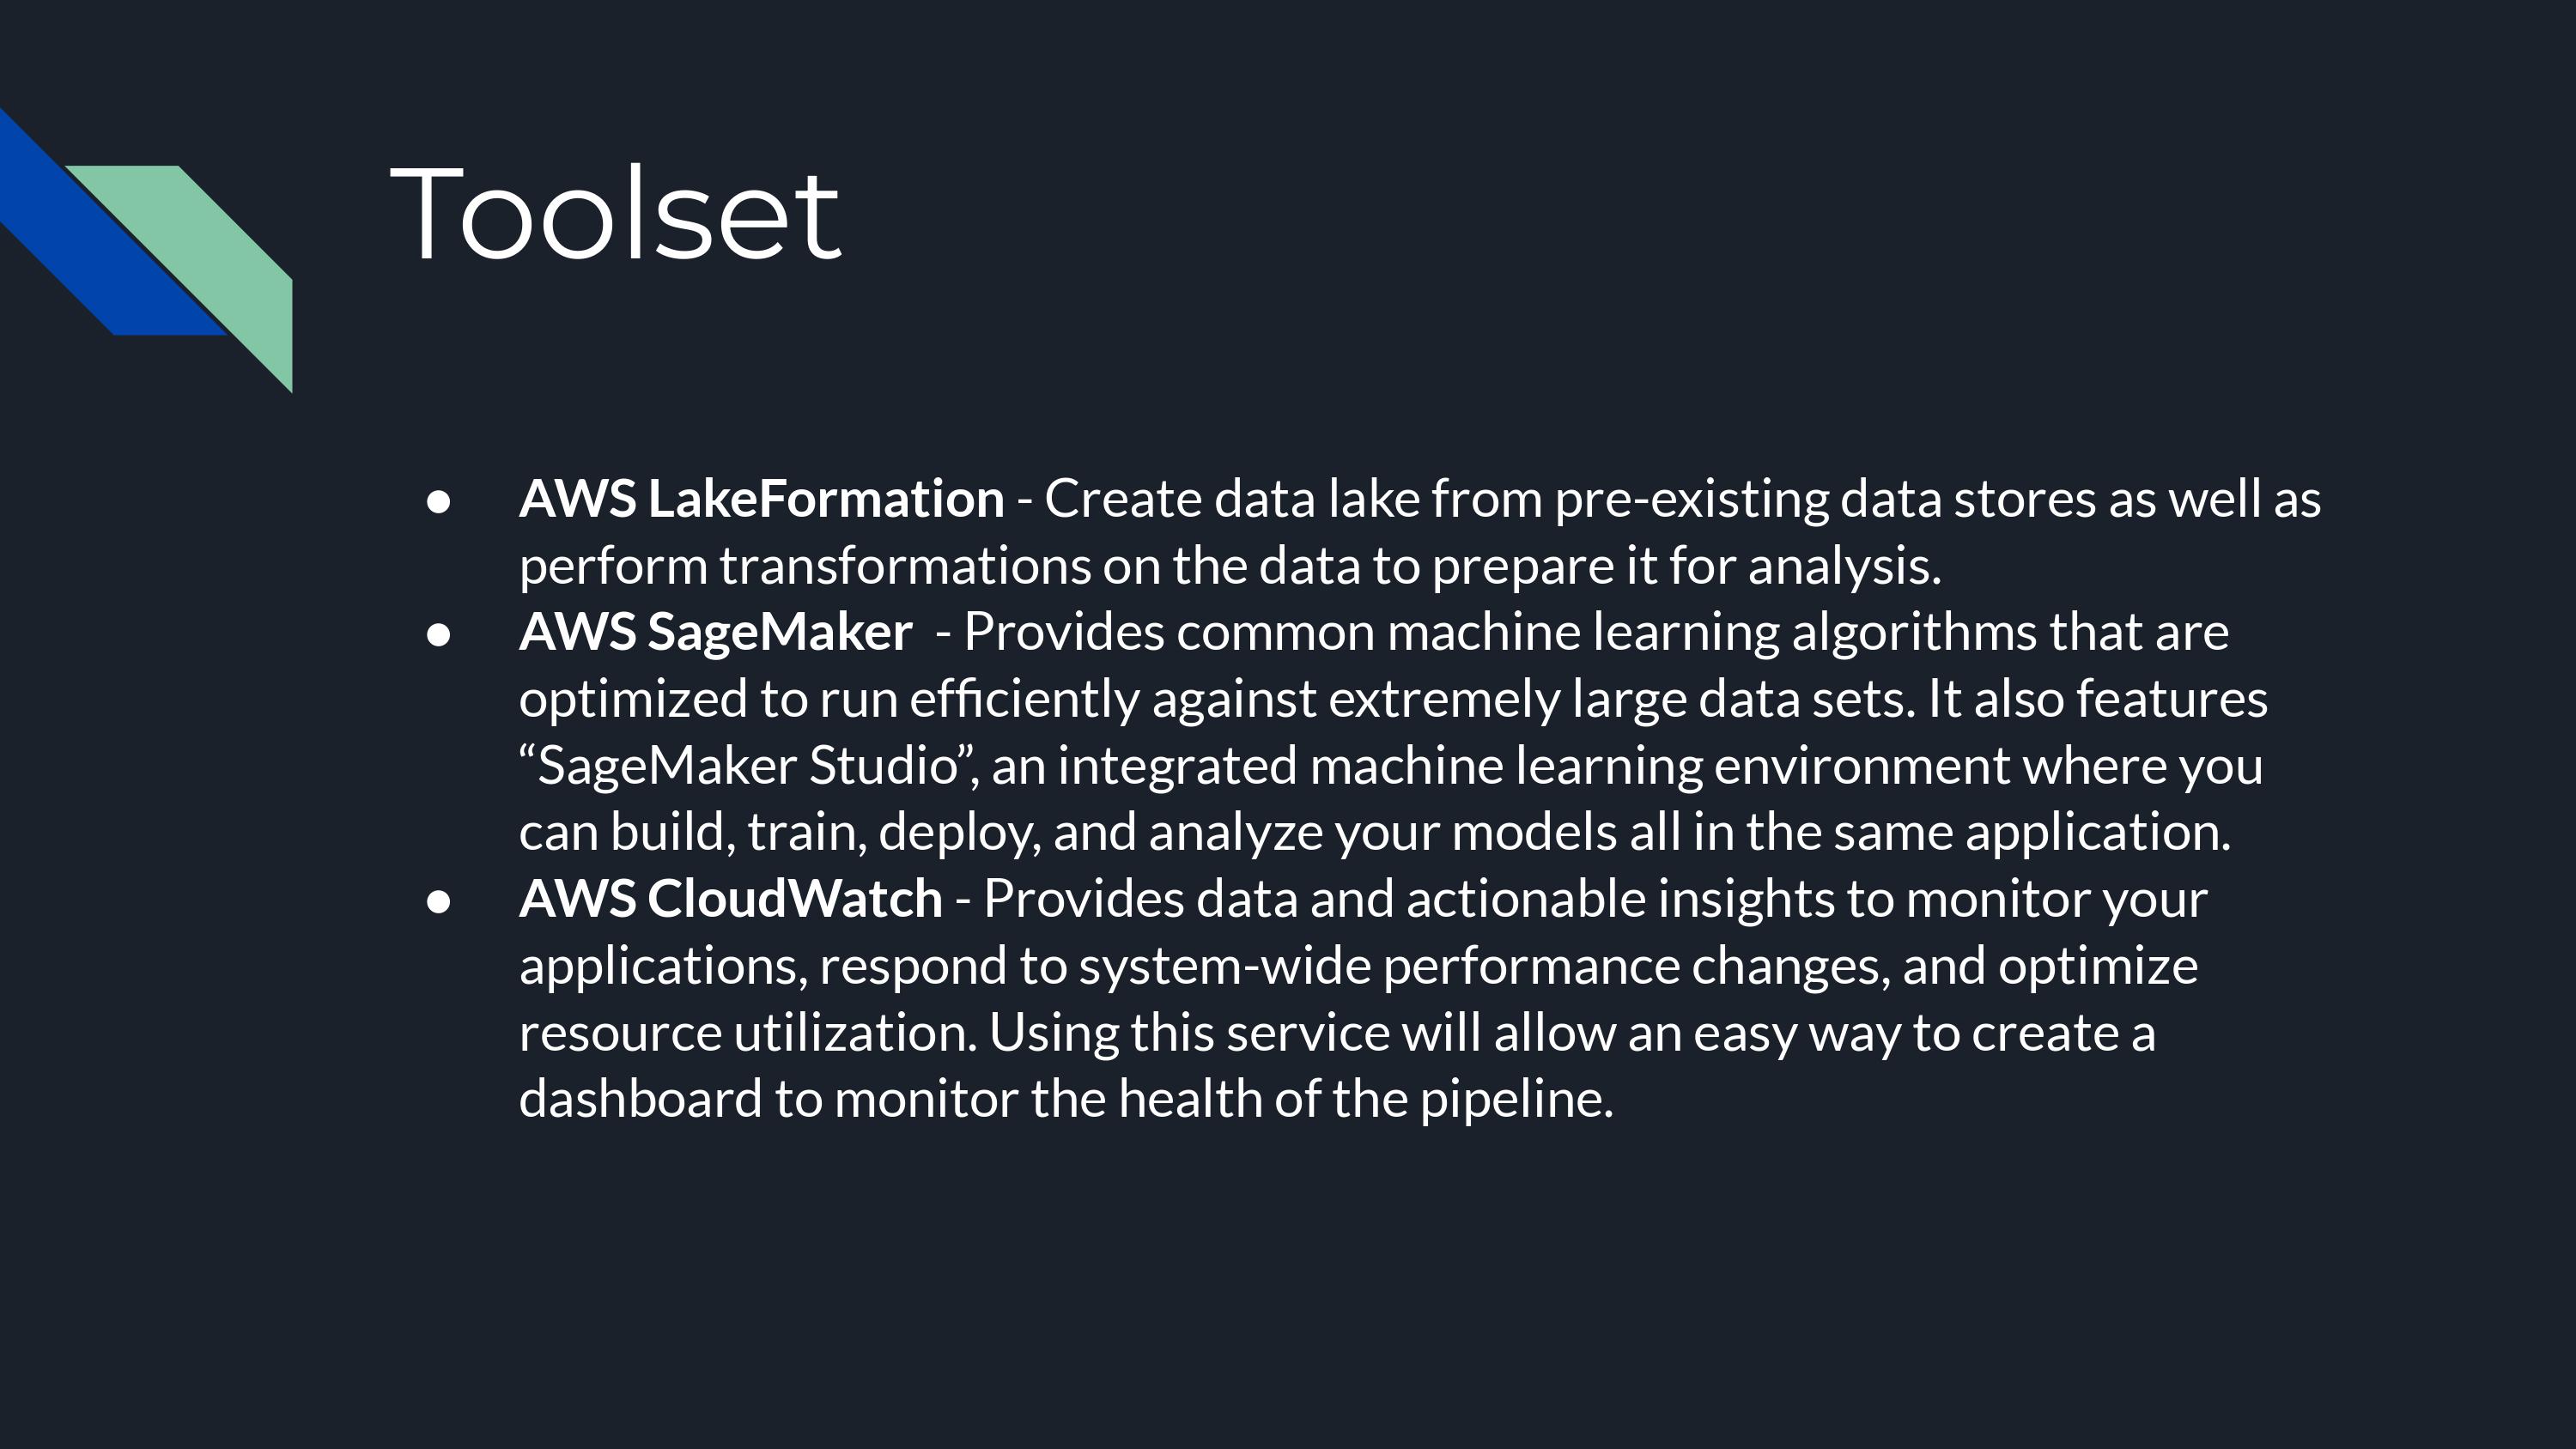 Toolset
● AWS LakeFormation - Create data lake from pre-existing data stores as well as
perform transformations on the data to prepare it for analysis.
● AWS SageMaker  - Provides common machine learning algorithms that are
optimized to run efficiently against extremely large data sets. It also features
“SageMaker Studio”, an integrated machine learning environment where you
can build, train, deploy, and analyze your models all in the same application.
● AWS CloudWatch - Provides data and actionable insights to monitor your
applications, respond to system-wide performance changes, and optimize
resource utilization. Using this service will allow an easy way to create a
dashboard to monitor the health of the pipeline.